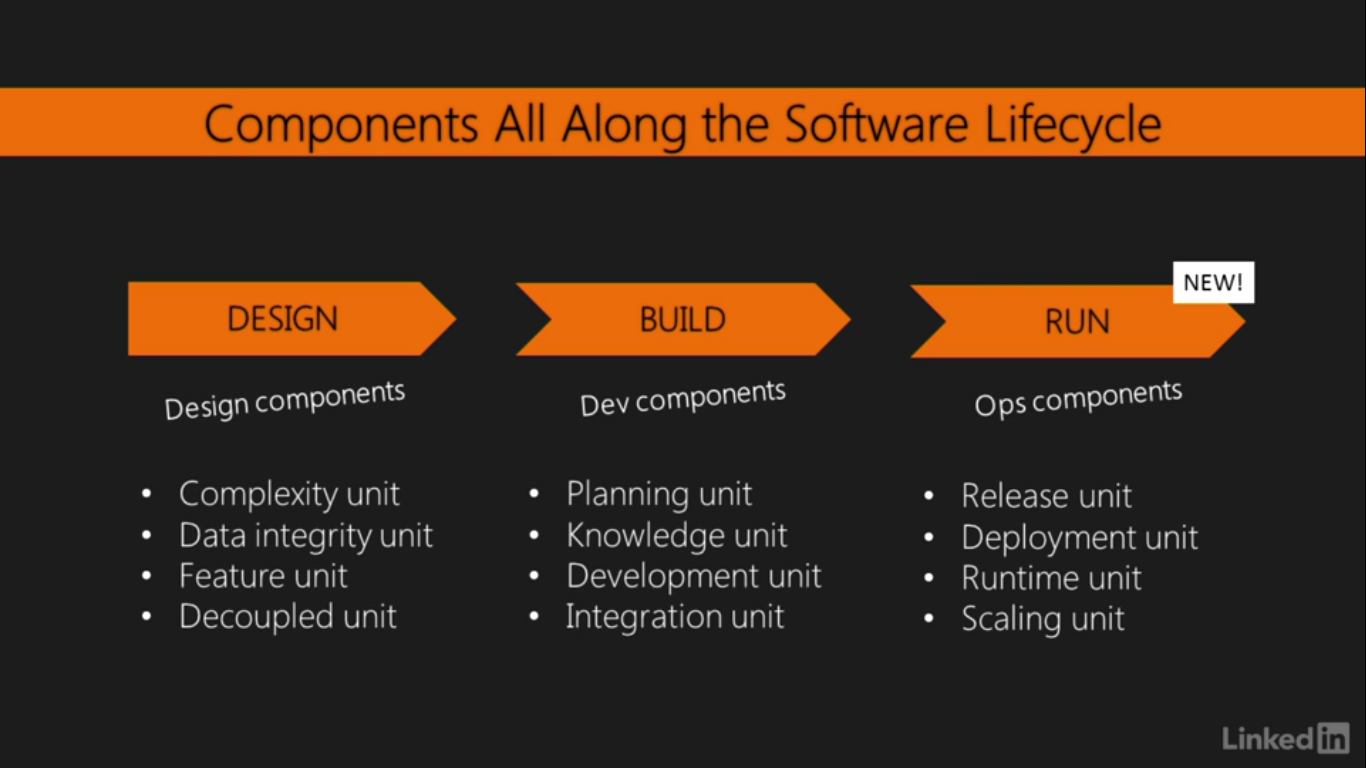 Components All Along the Software Lifecycle
NEW!
DESIGN
BUILD
RUN
Design components
Dev components
Ops components
• Complexity unit
• Data integrity unit
• Feature unit
• Decoupled unit
• Planning unit
• Knowledge unit
• Development unit
• Integration unit
• Release unit
• Deployment unit
• Runtime unit
• Scaling unit
Linked in